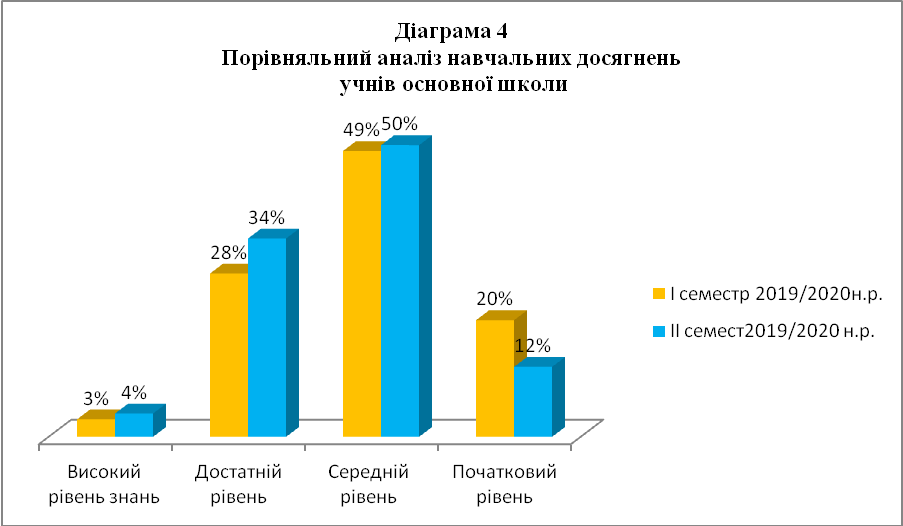 Діаграма 4
Порівняльний аналіз навчальних досягнень
учнів основної школи
3%
4%
28%
34%
49%
50%
20%
12%
Високий
рівень знань
Достатній
рівень
Середній
рівень
Початковий
рівень
І семестр 2019/2020н.р.
ІІ семест2019/2020 н.р.